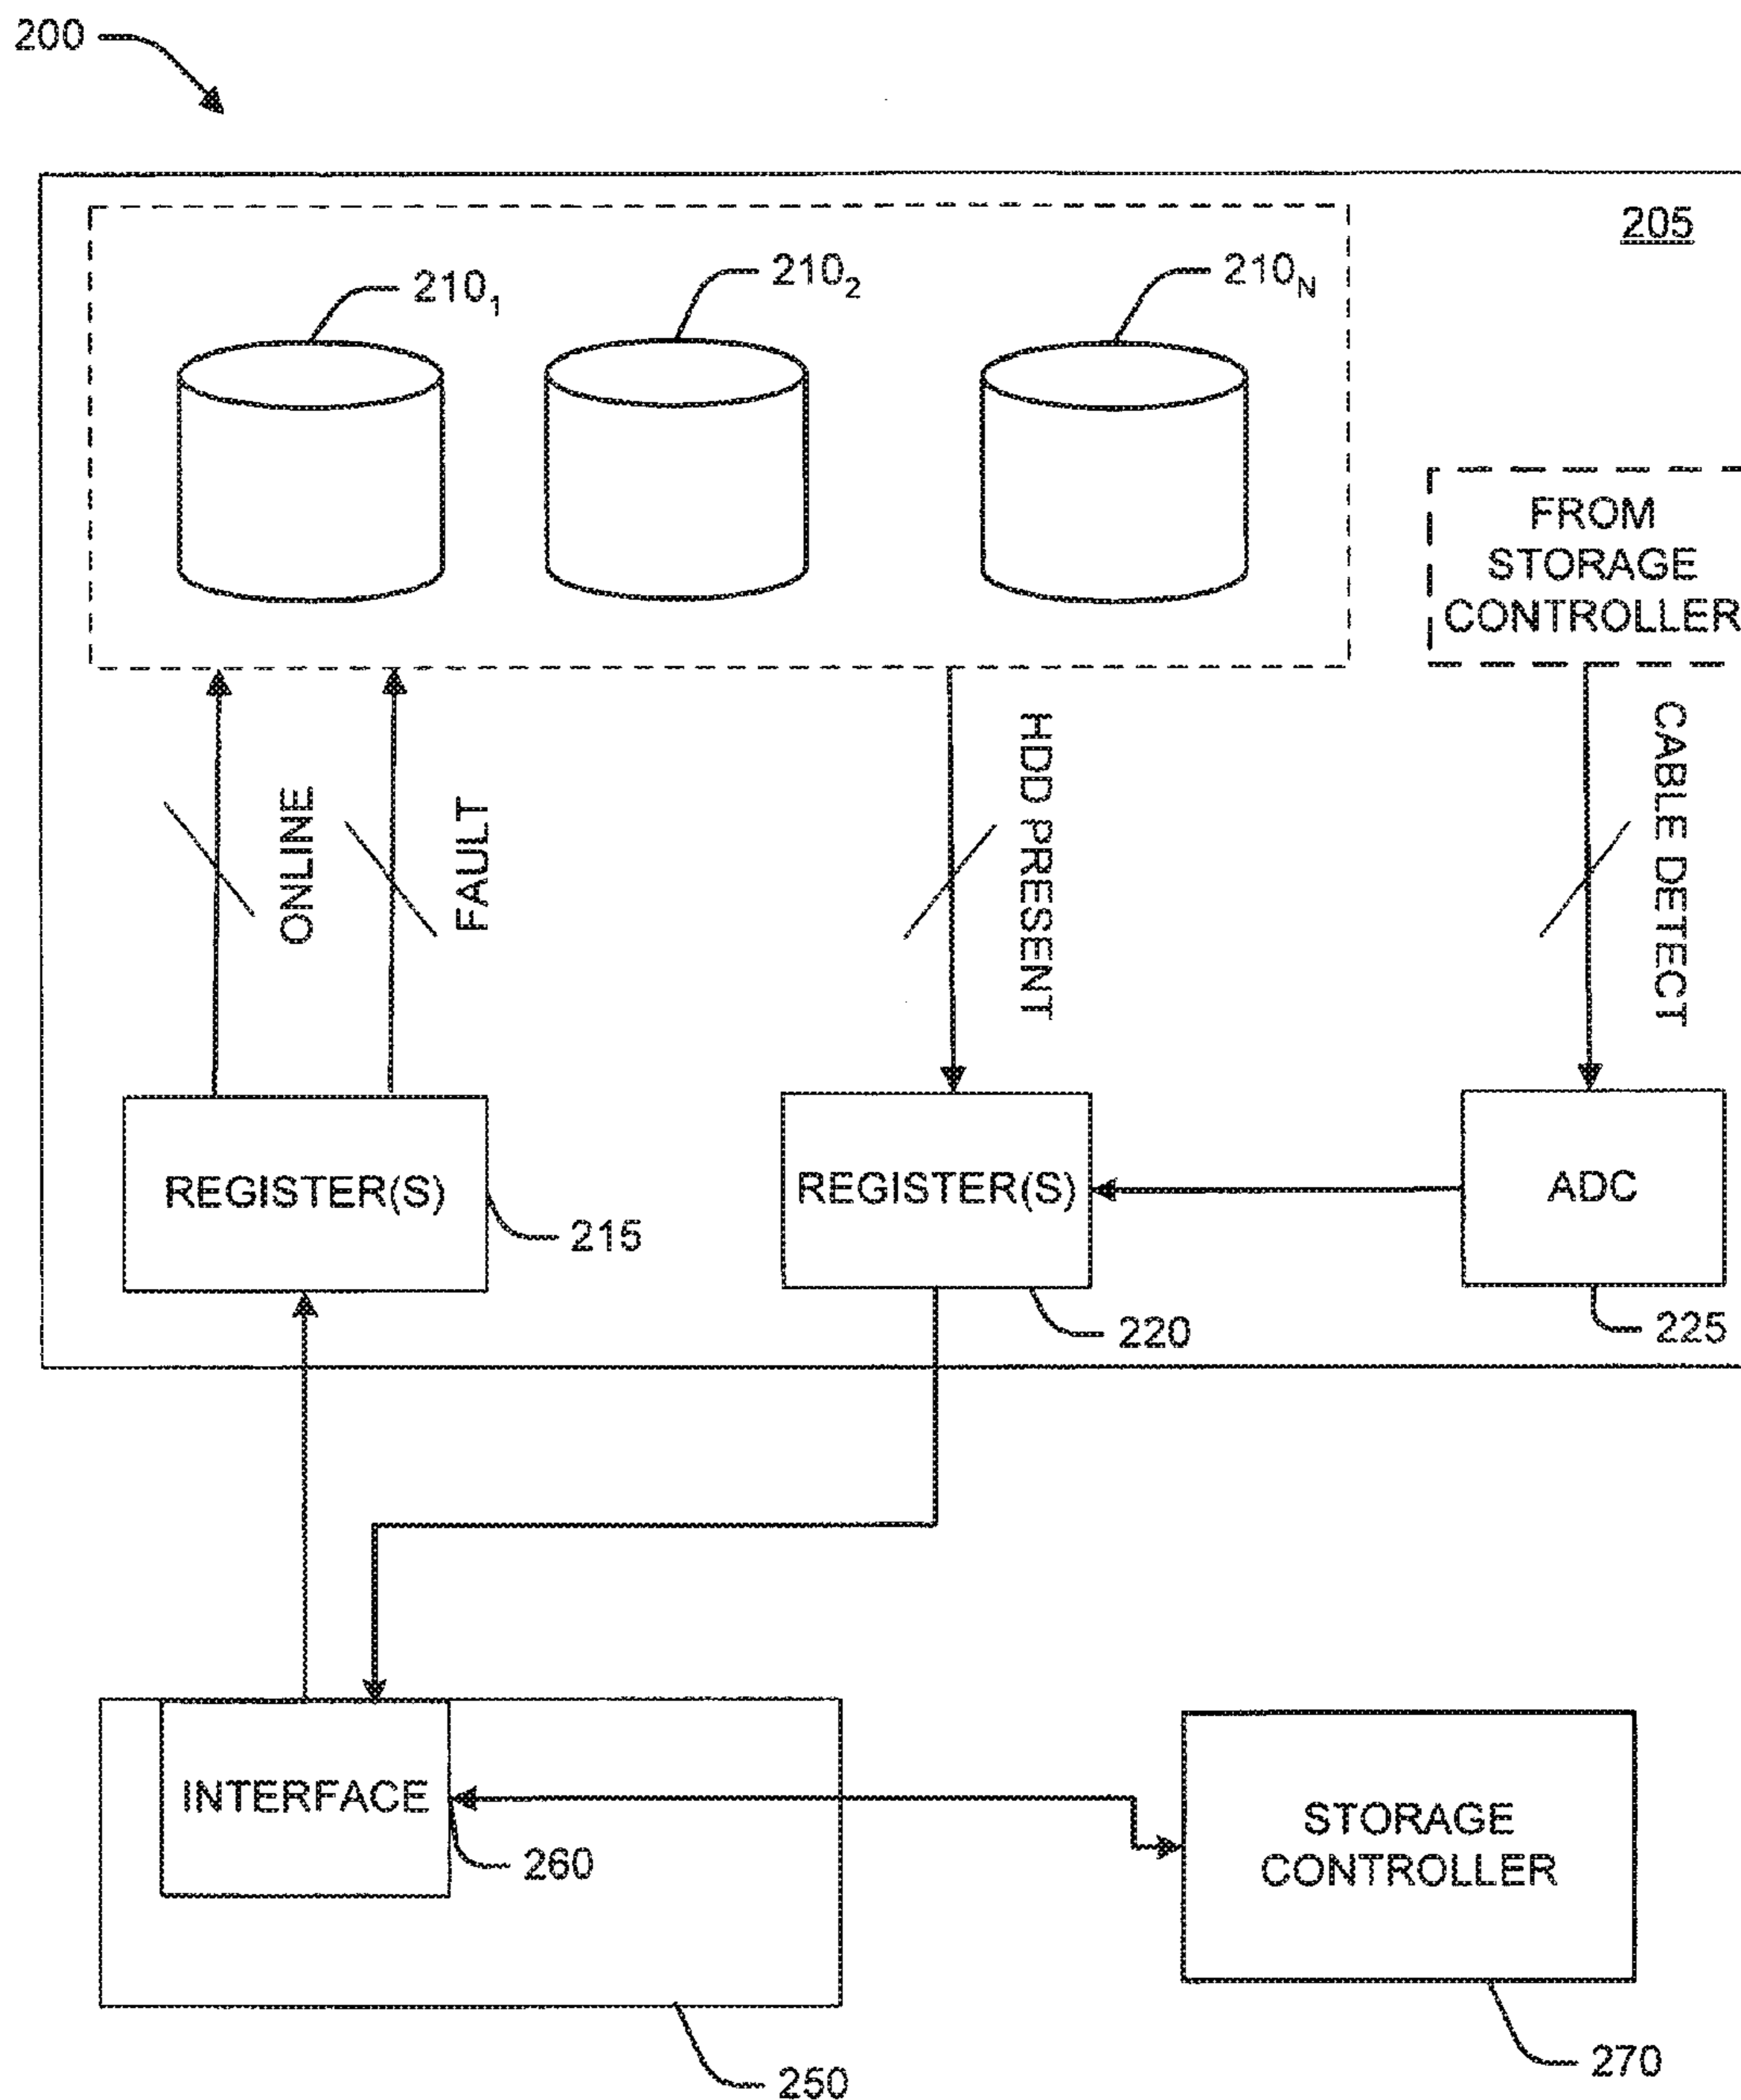 200
205
210₁
210₂
210N
FROM
STORAGE
CONTROLLER
ONLINE
FAULT
HDD PRESENT
CABLE DETECT
REGISTER(S)
215
REGISTER(S)
220
ADC
225
INTERFACE
260
STORAGE
CONTROLLER
250
270